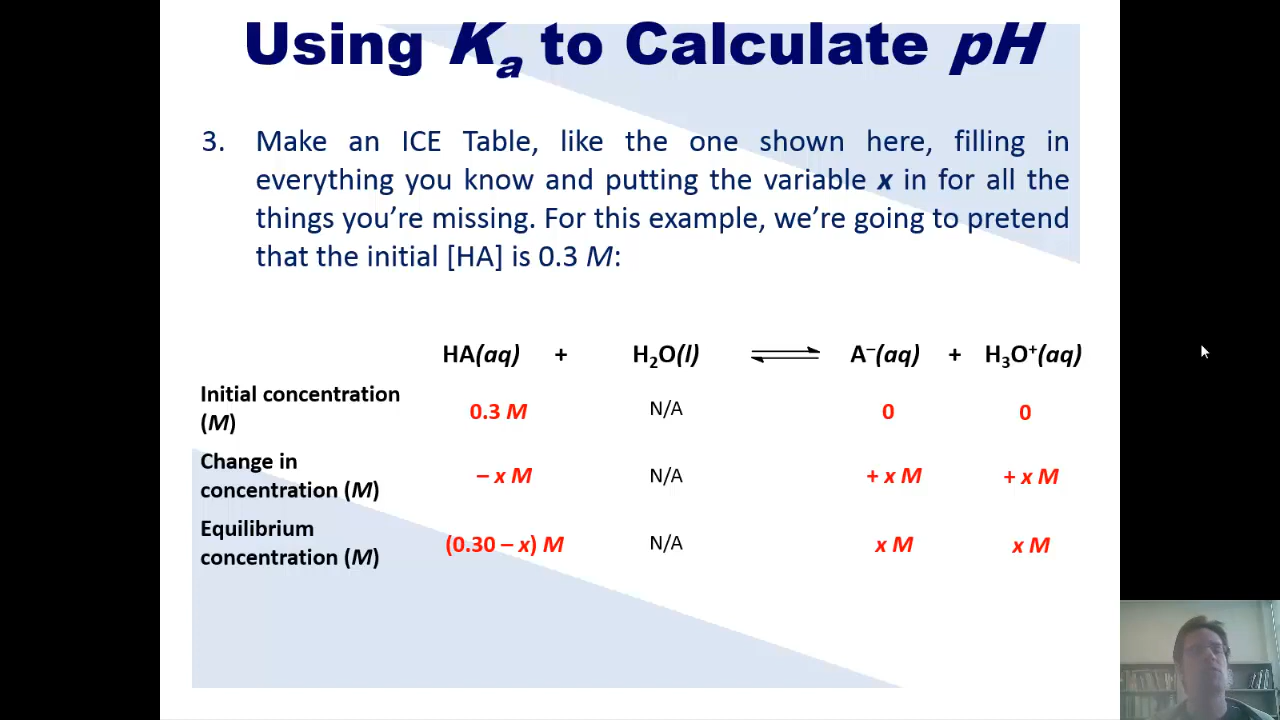 Using Kₐ to Calculate pH
3. Make an ICE Table, like the one shown here, filling in
everything you know and putting the variable x in for all the
things you’re missing. For this example, we’re going to pretend
that the initial [HA] is 0.3 M:
HA(aq) + H₂O(l) ⇌ A⁻(aq) + H₃O⁺(aq)
Initial concentration
(M)
0.3 M N/A 0 0
Change in
concentration (M)
– x M N/A + x M + x M
Equilibrium
concentration (M)
(0.30 – x) M N/A x M x M